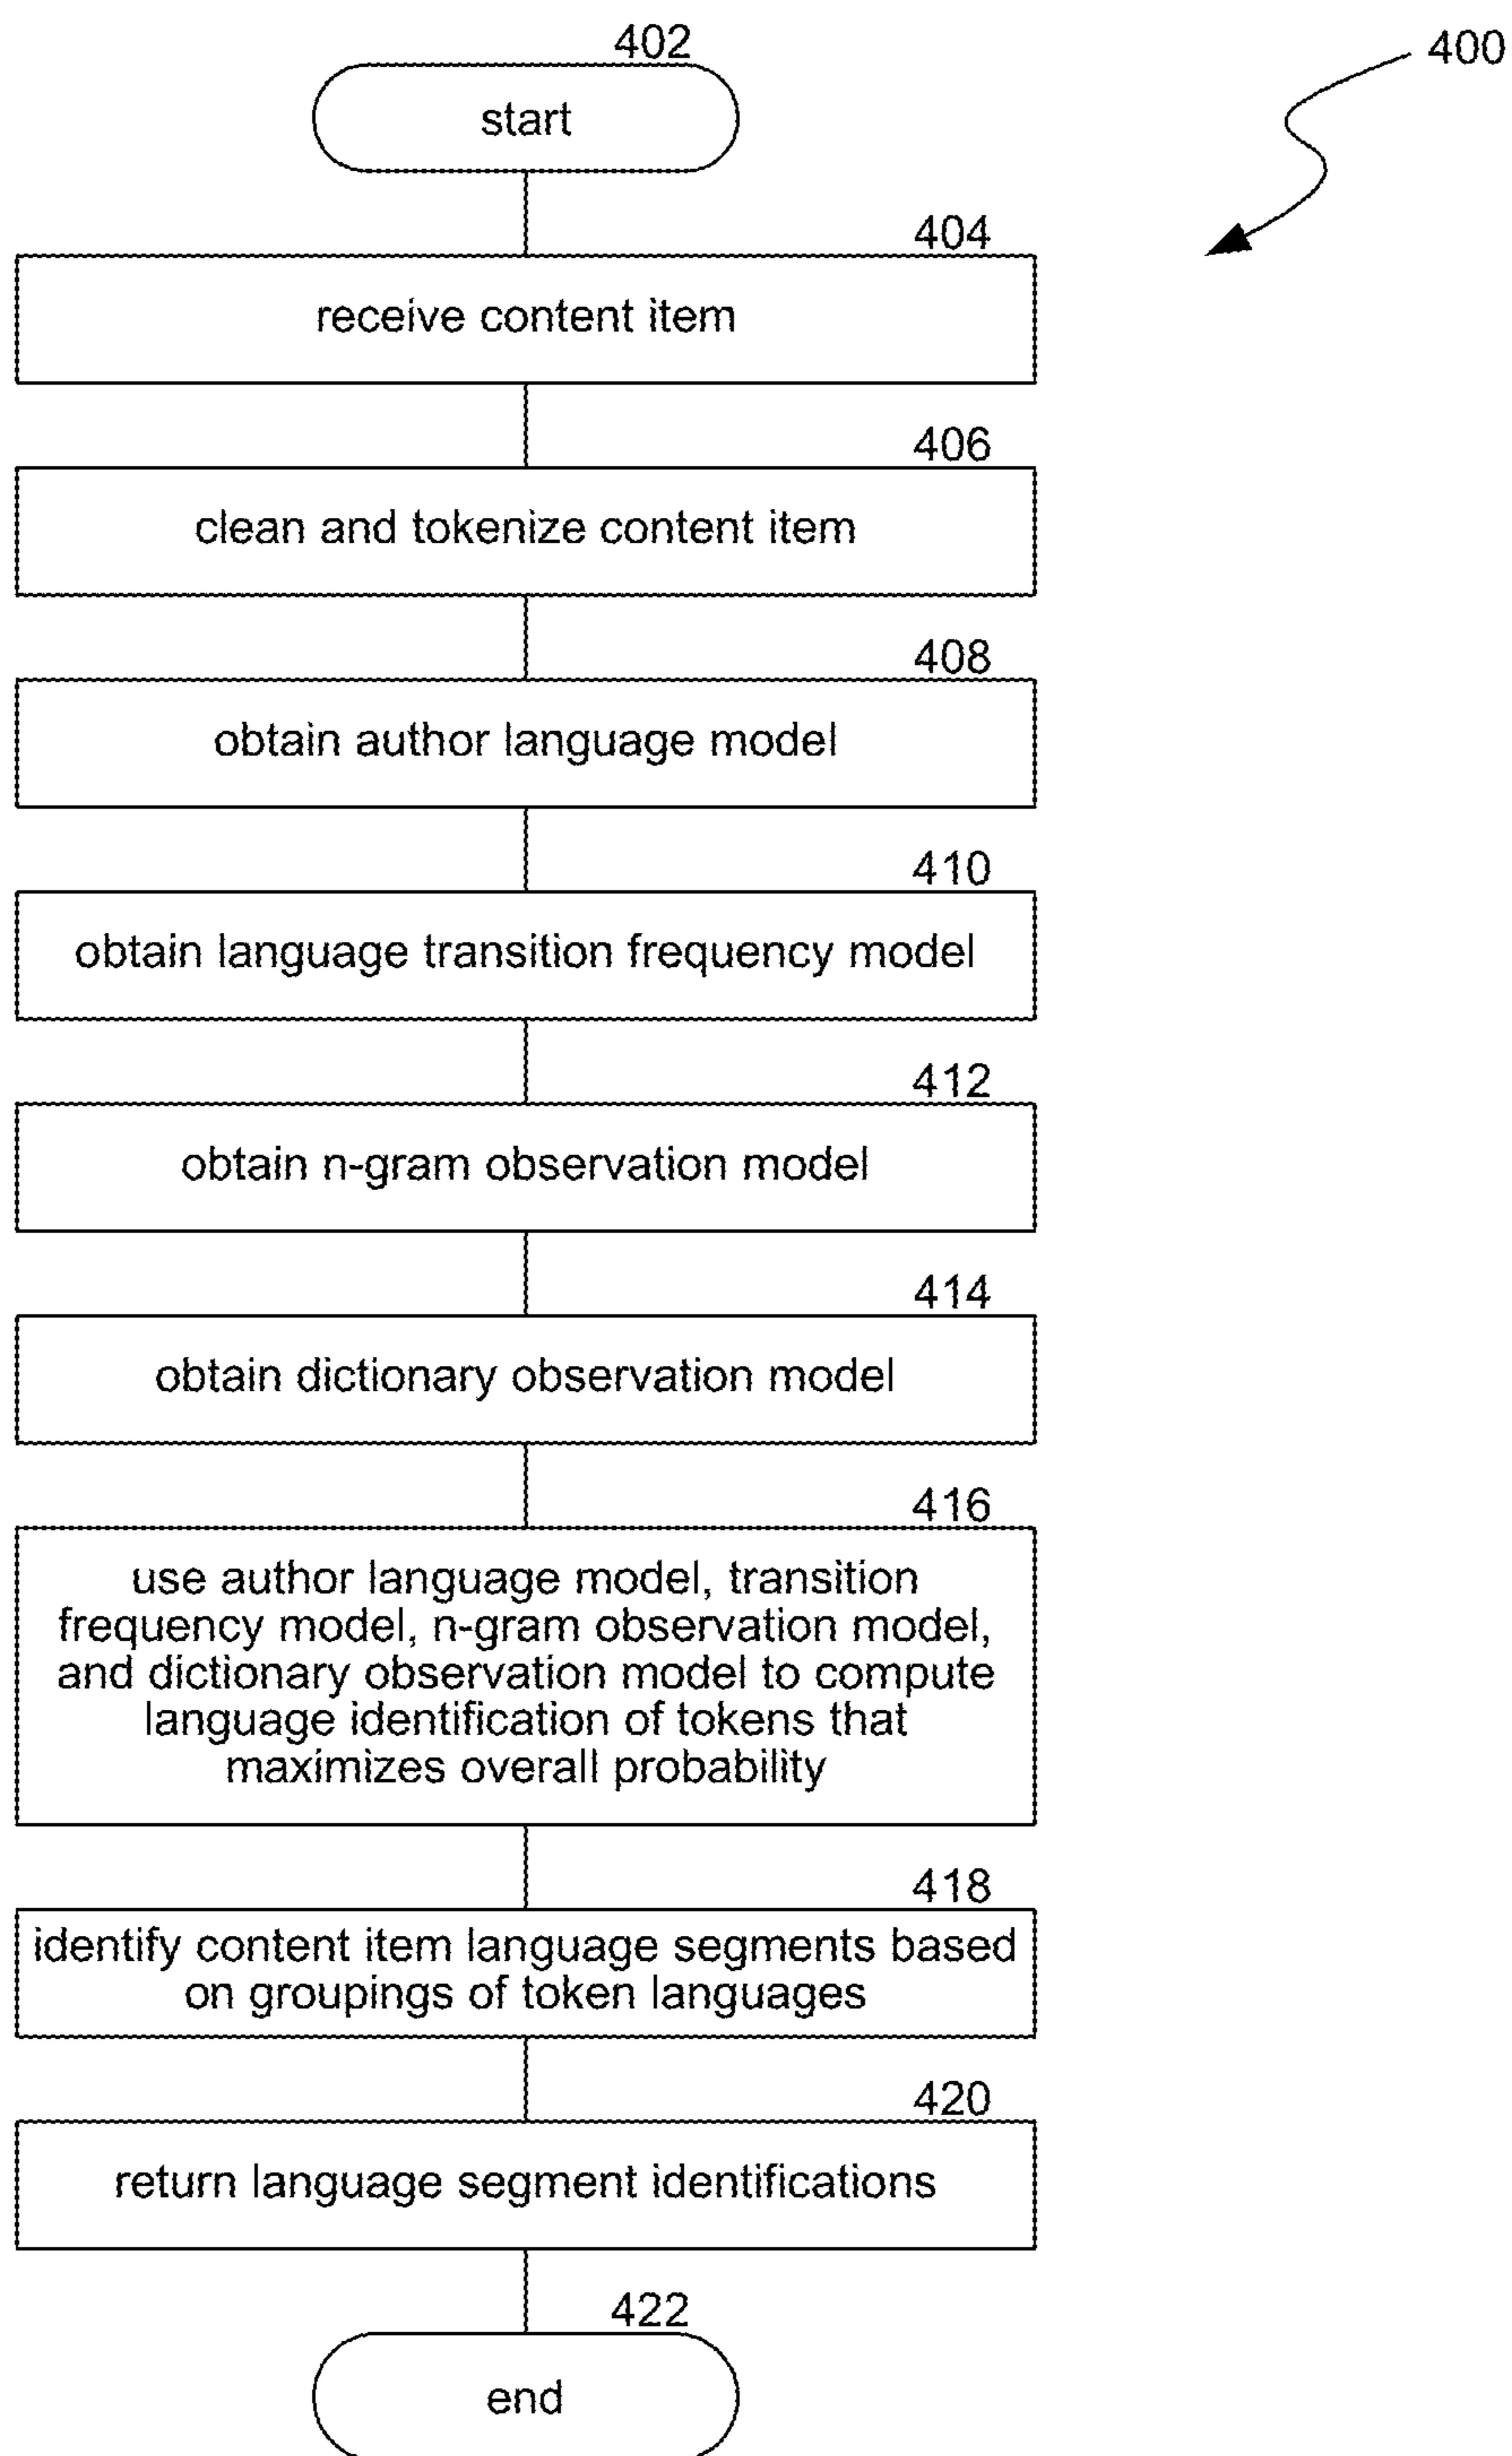 402
400
start
404
receive content item
406
clean and tokenize content item
408
obtain author language model
410
obtain language transition frequency model
412
obtain n-gram observation model
414
obtain dictionary observation model
416
use author language model, transition
frequency model, n-gram observation model,
and dictionary observation model to compute
language identification of tokens that
maximizes overall probability
418
identify content item language segments based
on groupings of token languages
420
return language segment identifications
422
end